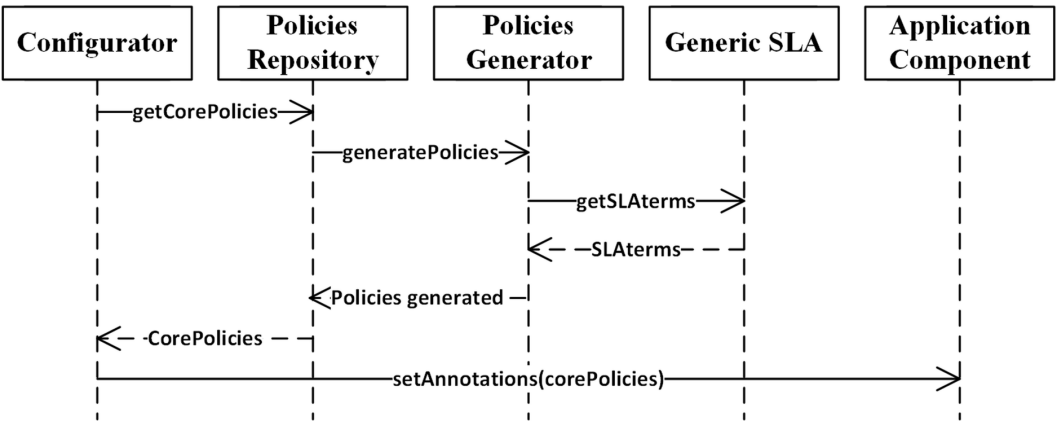 Configurator
Policies
Repository
Policies
Generator
Generic SLA
Application
Component
getCorePolicies
generatePolicies
getSLAterms
SLAterms
Policies generated
CorePolicies
setAnnotations(corePolicies)